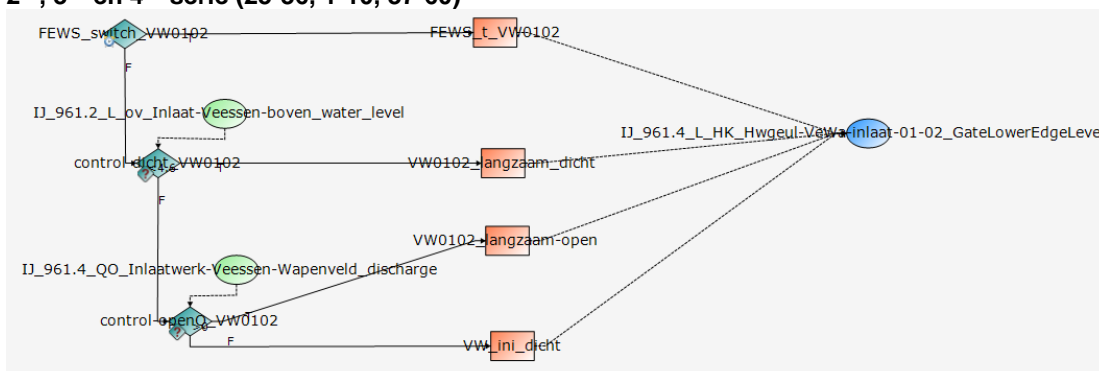 FEWS_switch_VW0102
T
FEWS_t_VW0102
F
IJ_961.2_L_ov_Inlaat-Veessen-boven_water_level
IJ_961.4_L_HK_Hwgeul-VeWa-inlaat-01-02_GateLowerEdgeLeve
control-dicht_VW0102
T
VW0102_langzaam_dicht
F
VW0102_langzaam-open
IJ_961.4_QO_Inlaatwerk-Veessen-Wapenveld_discharge
control-openQ_VW0102
F
VW_ini_dicht